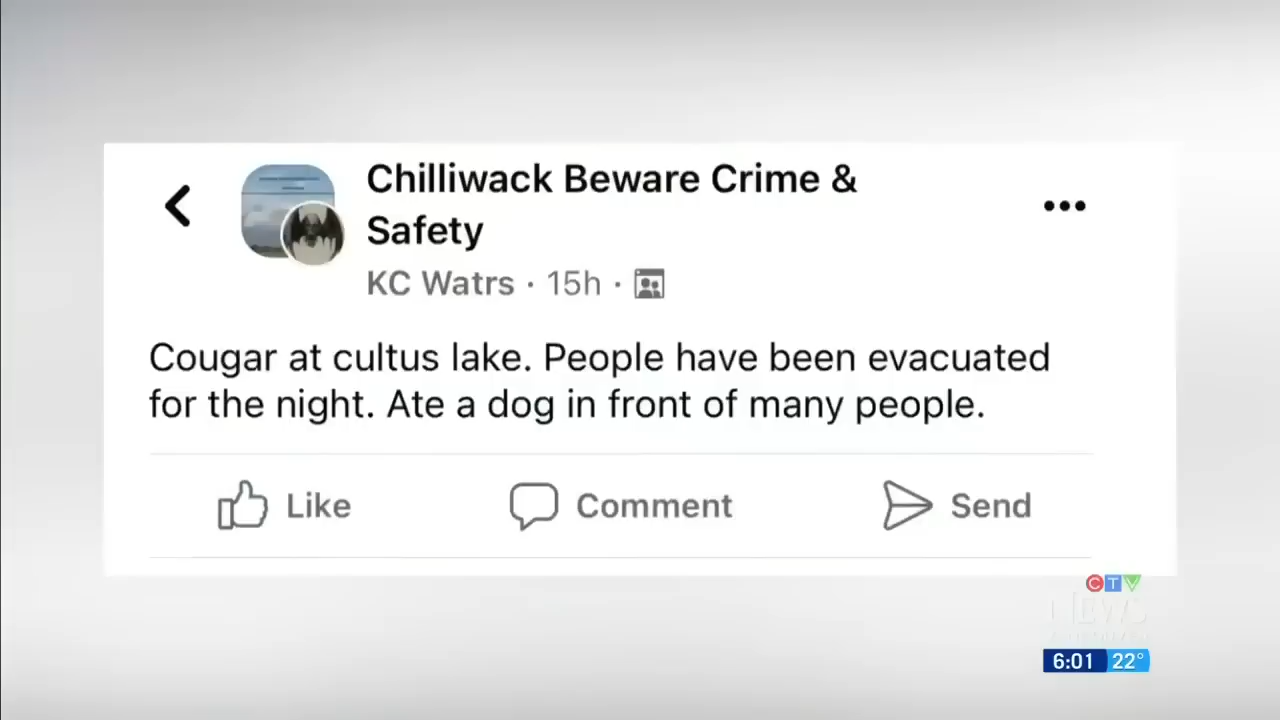 Chilliwack Beware Crime &
Safety
KC Watrs · 15h ·
Cougar at cultus lake. People have been evacuated
for the night. Ate a dog in front of many people.
Like Comment Send
CTV
NEWS
6:01 22°